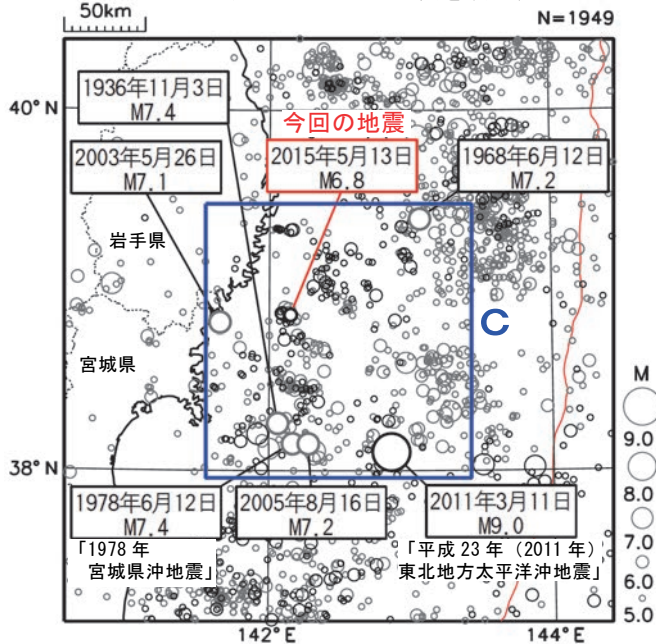 50km
N=1949
40°N
1936年11月3日
M7.4
今回の地震
2003年5月26日
M7.1
2015年5月13日
M6.8
1968年6月12日
M7.2
岩手県
C
宮城県
M
9.0
8.0
7.0
6.0
5.0
38°N
1978年6月12日
M7.4
2005年8月16日
M7.2
2011年3月11日
M9.0
「1978 年
宮城県沖地震」
「平成 23 年（2011 年）
東北地方太平洋沖地震」
142°E
144°E